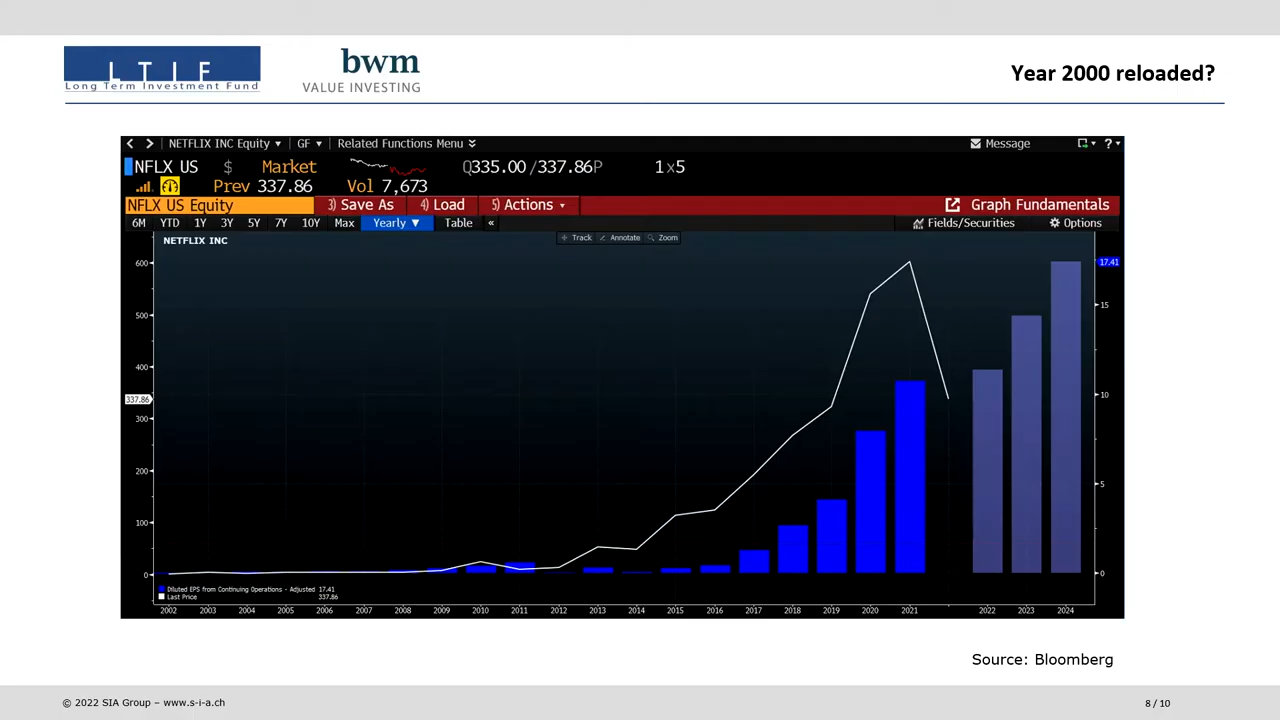 L T I F
Long Term Investment Fund
bwm
VALUE INVESTING
Year 2000 reloaded?
NETFLIX INC Equity ▾ GF ▾ Related Functions Menu
Message
NFLX US $ Market Q335.00/337.86P 1x5
Prev 337.86 Vol 7,673
NFLX US Equity 3) Save As 4) Load 5) Actions ▾ Graph Fundamentals
6M YTD 1Y 3Y 5Y 7Y 10Y Max Yearly ▼ Table « Fields/Securities Options
NETFLIX INC
Track Annotate Zoom
600
500
400
337.86
300
200
100
0
17.41
15
10
5
0
Diluted EPS from Continuing Operations - Adjusted 17.41
Last Price 337.86
2002 2003 2004 2005 2006 2007 2008 2009 2010 2011 2012 2013 2014 2015 2016 2017 2018 2019 2020 2021 2022 2023 2024
Source: Bloomberg
© 2022 SIA Group – www.s-i-a.ch
8 / 10